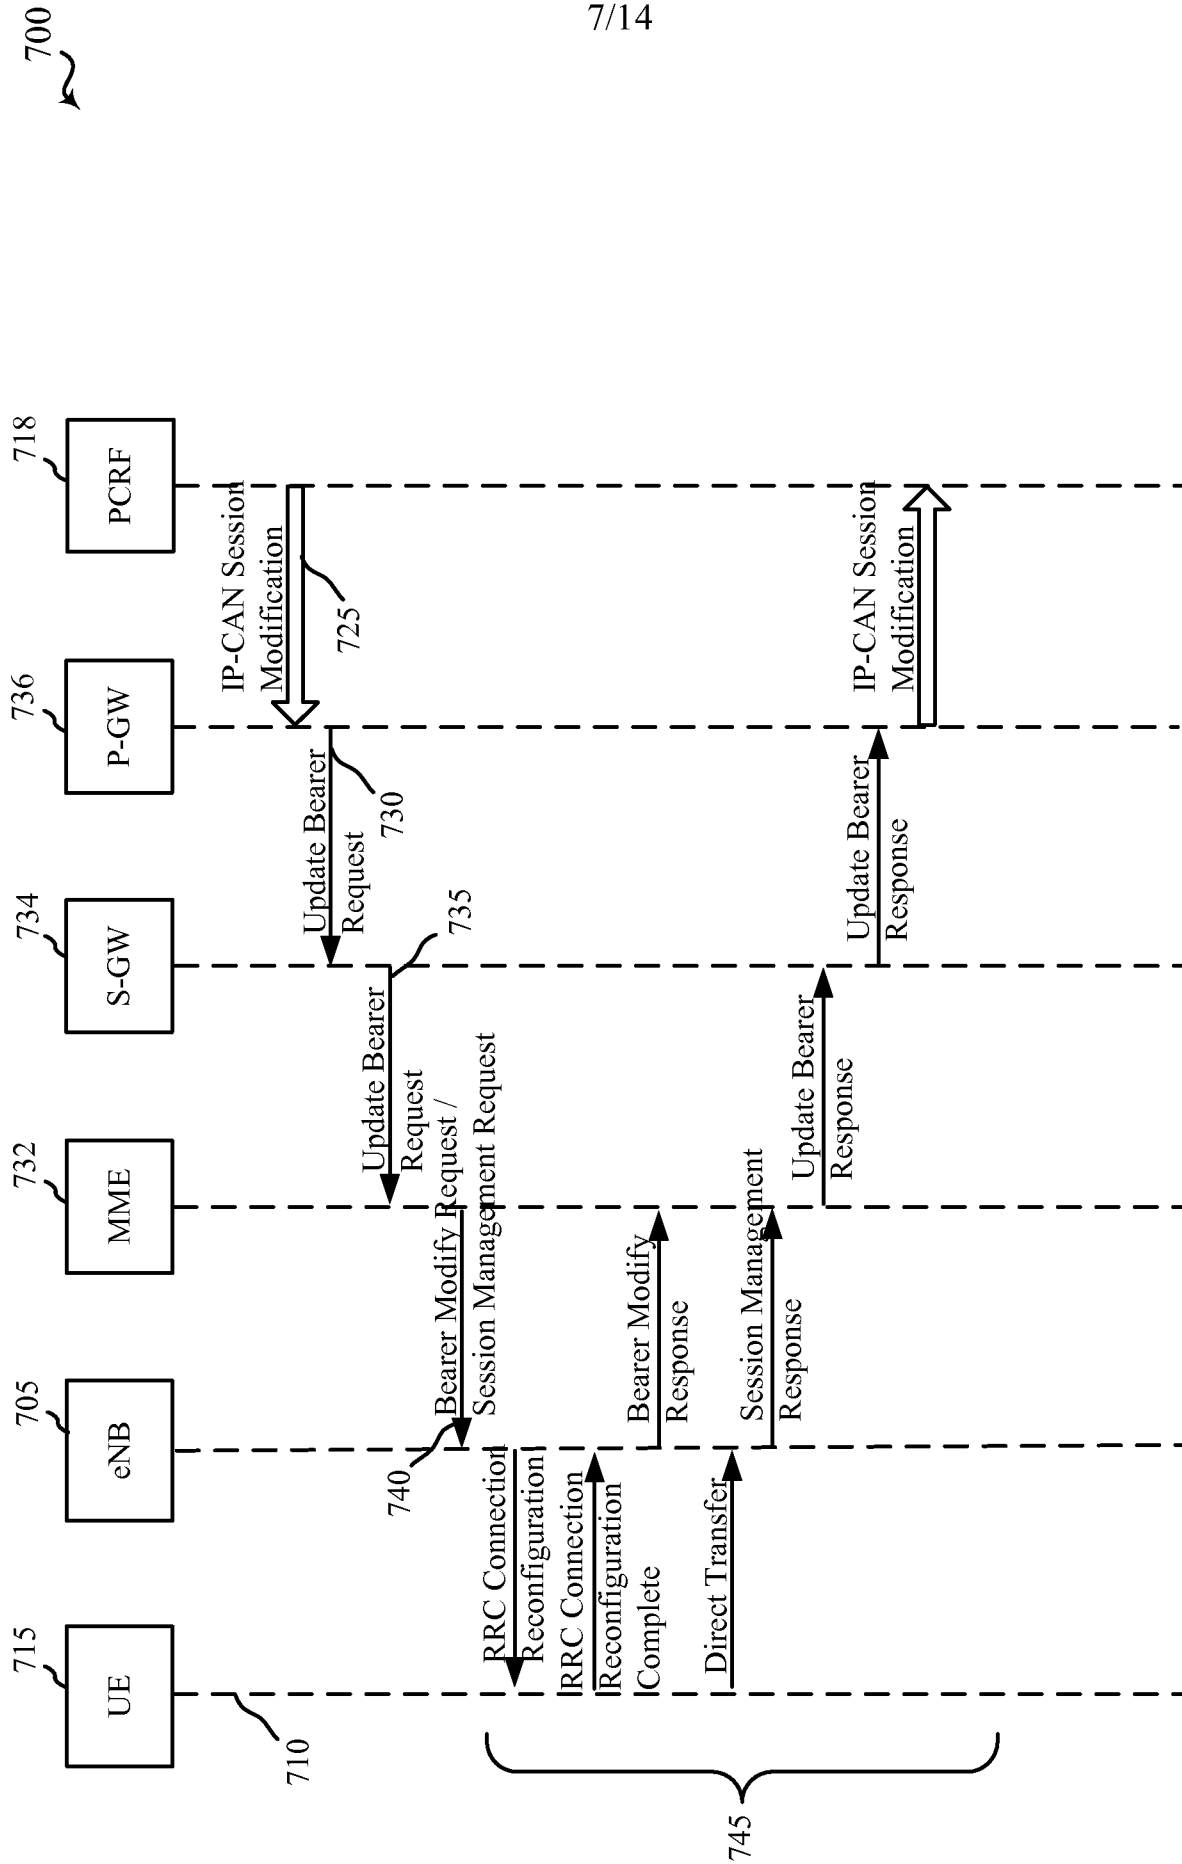 7/14
700
715
705
732
734
736
718
UE
eNB
MME
S-GW
P-GW
PCRF
710
IP-CAN Session
Modification
725
Update Bearer
Request
730
Update Bearer
Request
735
Bearer Modify Request /
Session Management Request
740
RRC Connection
Reconfiguration
RRC Connection
Reconfiguration
Complete
Bearer Modify
Response
Direct Transfer
Session Management
Response
Update Bearer
Response
Update Bearer
Response
IP-CAN Session
Modification
745